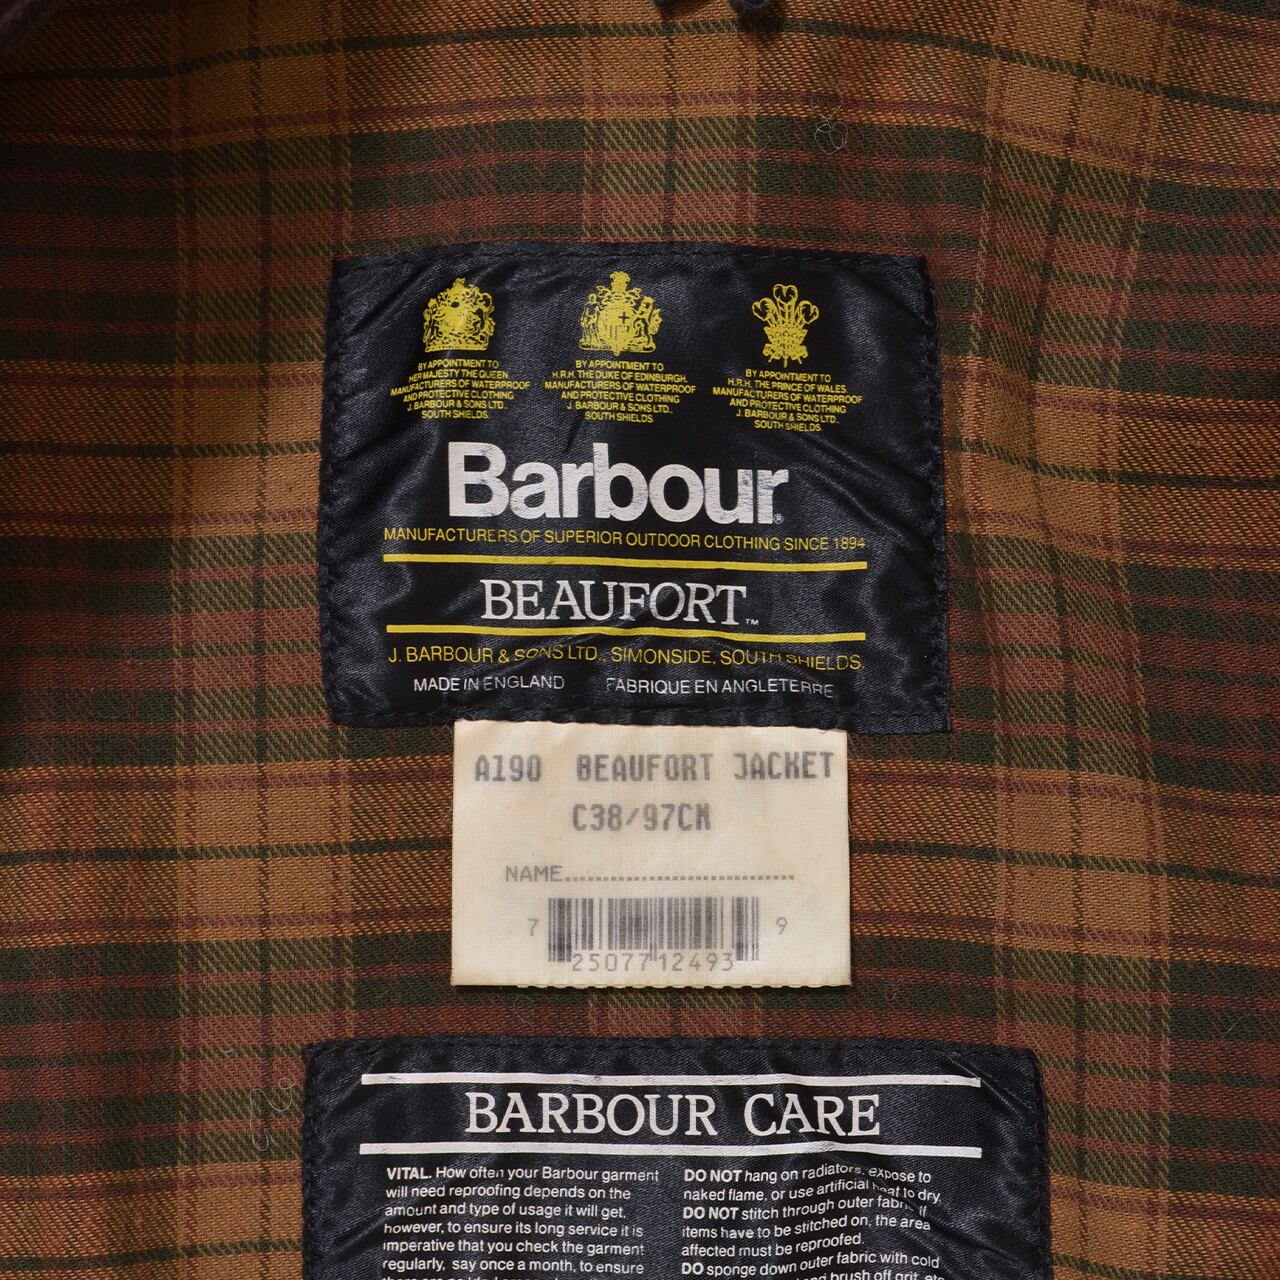 BY APPOINTMENT TO
HER MAJESTY THE QUEEN
MANUFACTURERS OF WATERPROOF
AND PROTECTIVE CLOTHING
J. BARBOUR & SONS LTD.,
SOUTH SHIELDS.
BY APPOINTMENT TO
H.R.H. THE DUKE OF EDINBURGH.
MANUFACTURERS OF WATERPROOF
AND PROTECTIVE CLOTHING
J. BARBOUR & SONS LTD.,
SOUTH SHIELDS.
BY APPOINTMENT TO
H.R.H. THE PRINCE OF WALES.
MANUFACTURERS OF WATERPROOF
AND PROTECTIVE CLOTHING
J. BARBOUR & SONS LTD.,
SOUTH SHIELDS.
Barbour®
MANUFACTURERS OF SUPERIOR OUTDOOR CLOTHING SINCE 1894
BEAUFORT™
J. BARBOUR & SONS LTD., SIMONSIDE, SOUTH SHIELDS.
MADE IN ENGLAND FABRIQUE EN ANGLETERRE
A190 BEAUFORT JACKET
C38/97CM
NAME..............................
7 25077 12493 9
BARBOUR CARE
VITAL. How often your Barbour garment
will need reproofing depends on the
amount and type of usage it will get,
however, to ensure its long service it is
imperative that you check the garment
regularly, say once a month, to ensure
DO NOT hang on radiators, expose to
naked flame, or use artificial heat to dry.
DO NOT stitch through outer fabric. If
items have to be stitched on, the area
affected must be reproofed.
DO sponge down outer fabric with cold
brush off grit, etc